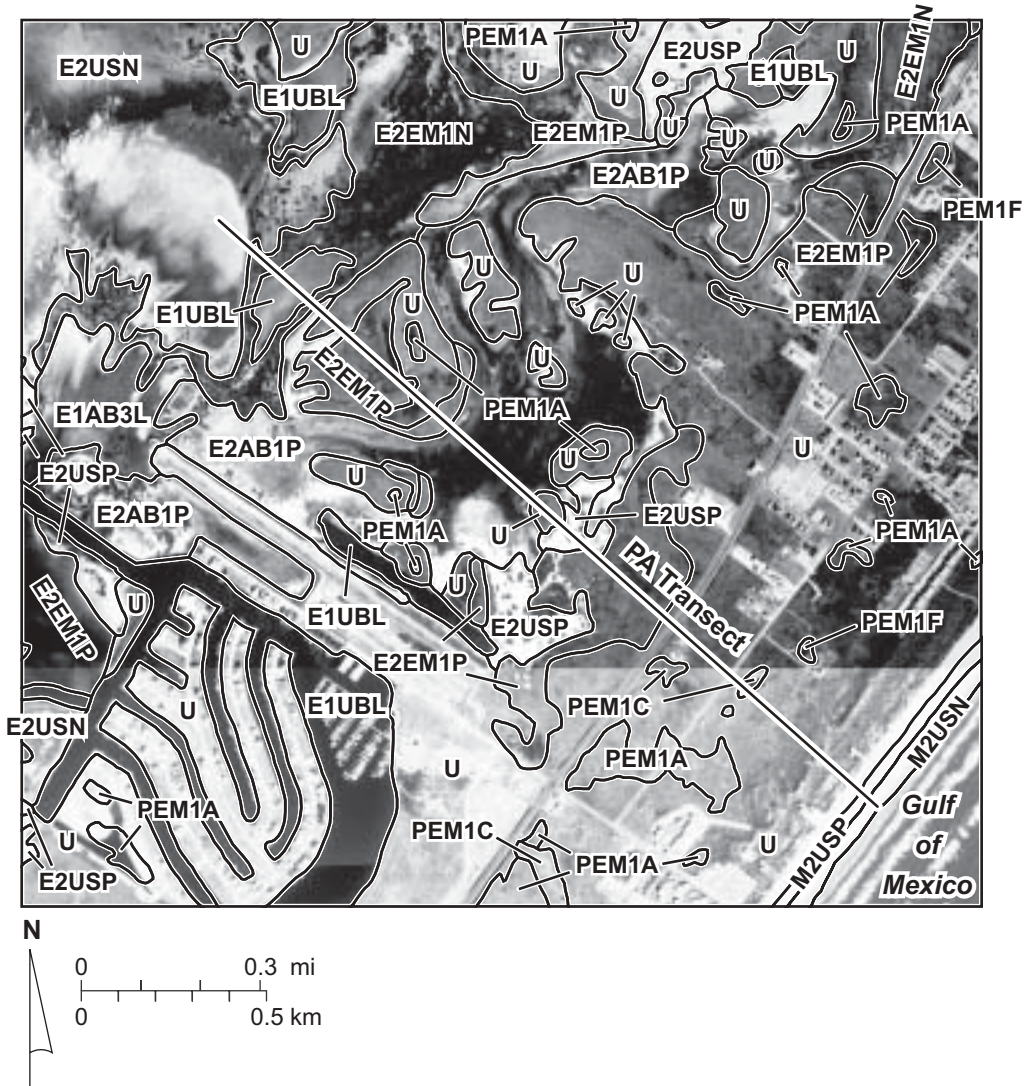 PEM1A
U
E2USP
U
E2EM1N
E2USN
U
E1UBL
E1UBL
U
E2EM1N
E2EM1P
U
U
PEM1A
U
E2AB1P
PEM1F
U
E2EM1P
U
U
PEM1A
E1UBL
U
E2EM1P
U
PEM1A
E1AB3L
E2AB1P
U
U
E2USP
U
E2USP
E2AB1P
PEM1A
U
PEM1A
PA Transect
U
E2EM1P
U
E1UBL
E2USP
PEM1F
E2EM1P
E2USN
U
E1UBL
PEM1C
M2USN
PEM1A
U
PEM1A
Gulf
of
Mexico
PEM1C
U
PEM1A
U
M2USP
E2USP
N
0 0.3 mi
0 0.5 km